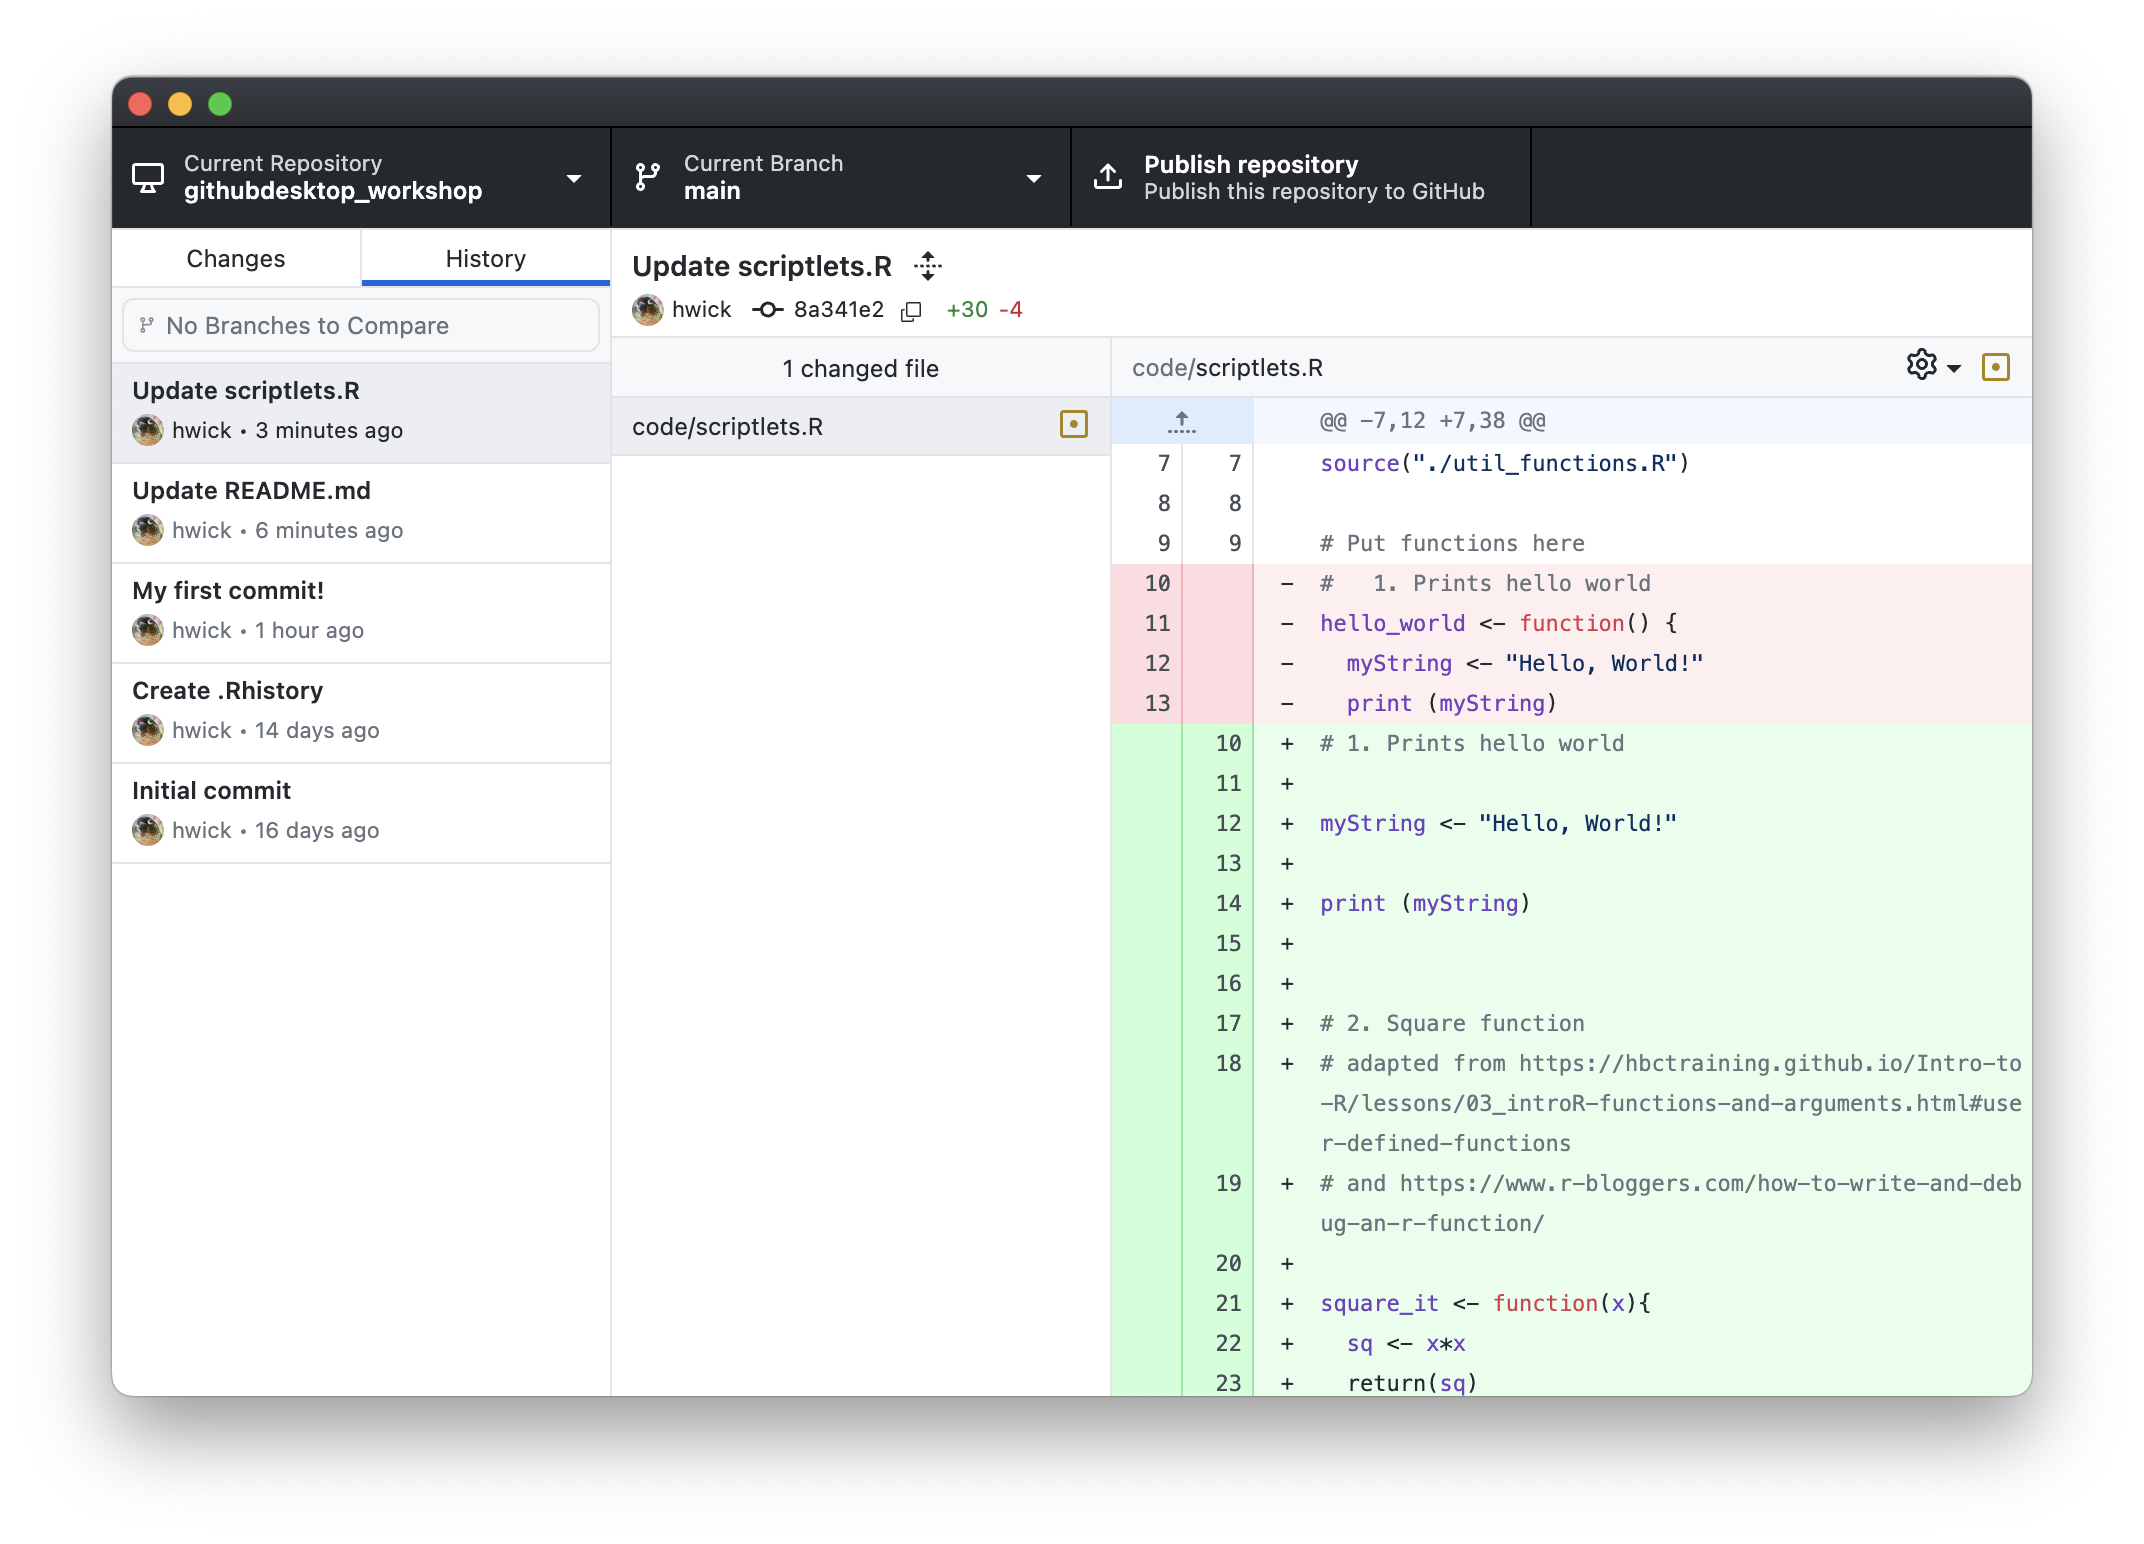 Current Repository
githubdesktop_workshop
Current Branch
main
Publish repository
Publish this repository to GitHub
Changes
History
No Branches to Compare
Update scriptlets.R
hwick • 3 minutes ago
Update README.md
hwick • 6 minutes ago
My first commit!
hwick • 1 hour ago
Create .Rhistory
hwick • 14 days ago
Initial commit
hwick • 16 days ago
Update scriptlets.R
hwick 8a341e2 +30 -4
1 changed file
code/scriptlets.R
code/scriptlets.R
@@ -7,12 +7,38 @@
7 7 source("./util_functions.R")
8 8
9 9 # Put functions here
10 - #   1. Prints hello world
11 - hello_world <- function() {
12 -   myString <- "Hello, World!"
13 -   print (myString)
10 + # 1. Prints hello world
11 +
12 + myString <- "Hello, World!"
13 +
14 + print (myString)
15 +
16 +
17 + # 2. Square function
18 + # adapted from https://hbctraining.github.io/Intro-to
-R/lessons/03_introR-functions-and-arguments.html#use
r-defined-functions
19 + # and https://www.r-bloggers.com/how-to-write-and-deb
ug-an-r-function/
20 +
21 + square_it <- function(x){
22 +   sq <- x*x
23 +   return(sq)